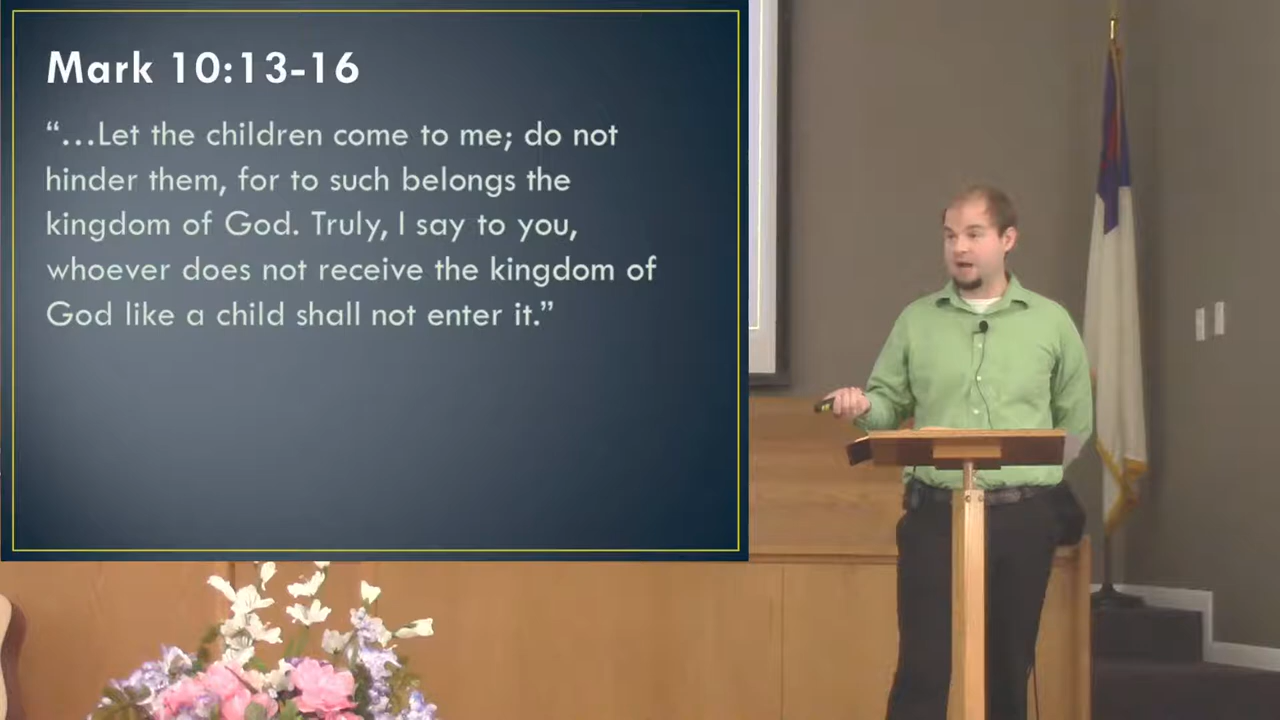 Mark 10:13-16
“...Let the children come to me; do not
hinder them, for to such belongs the
kingdom of God. Truly, I say to you,
whoever does not receive the kingdom of
God like a child shall not enter it.”